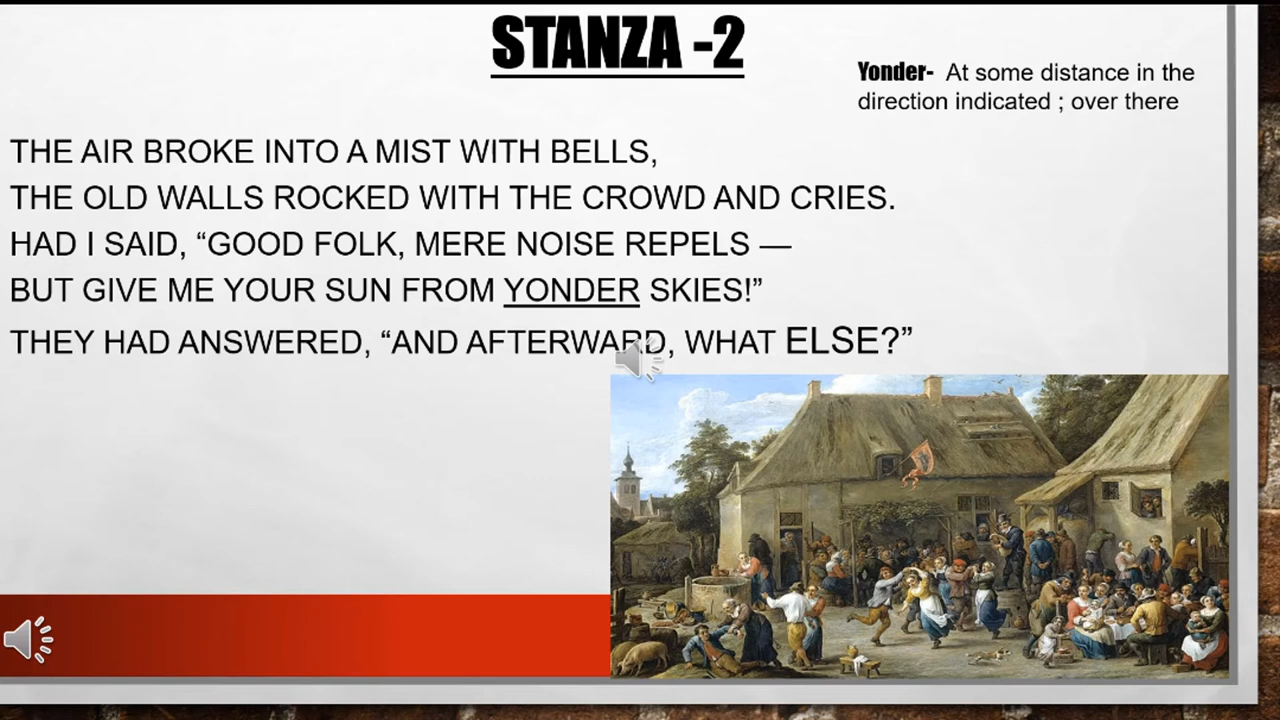 STANZA -2
Yonder- At some distance in the
direction indicated ; over there
THE AIR BROKE INTO A MIST WITH BELLS,
THE OLD WALLS ROCKED WITH THE CROWD AND CRIES.
HAD I SAID, “GOOD FOLK, MERE NOISE REPELS —
BUT GIVE ME YOUR SUN FROM YONDER SKIES!”
THEY HAD ANSWERED, “AND AFTERWARD, WHAT ELSE?”